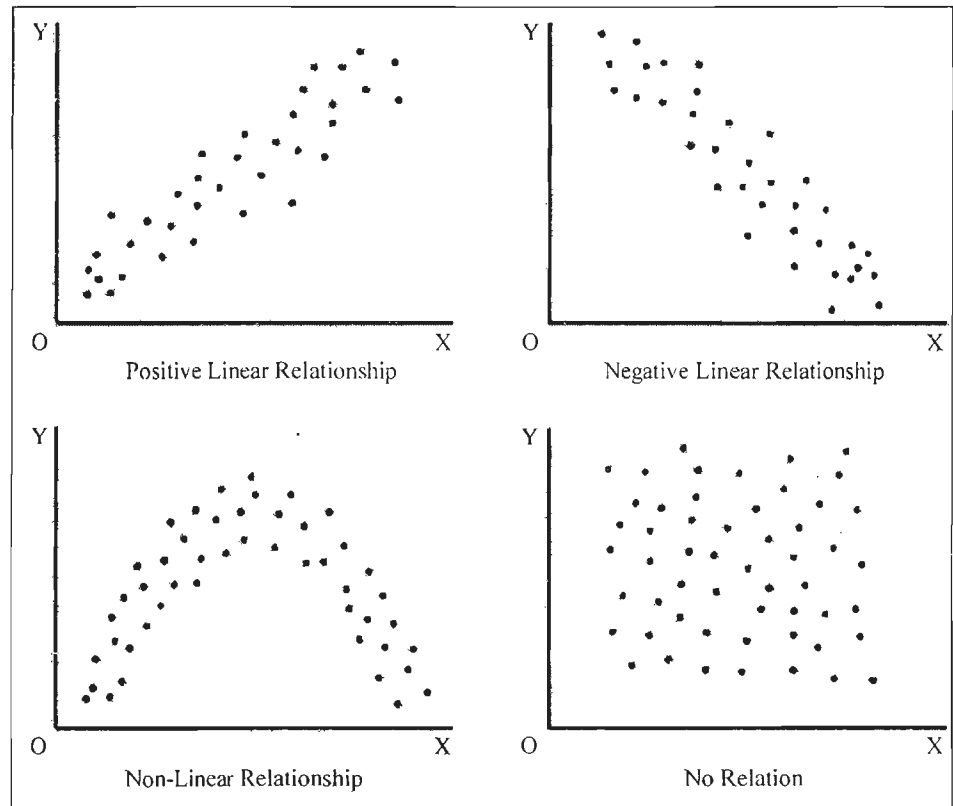 Y
O
X
Positive Linear Relationship
Y
O
X
Negative Linear Relationship
Y
O
X
Non-Linear Relationship
Y
O
X
No Relation